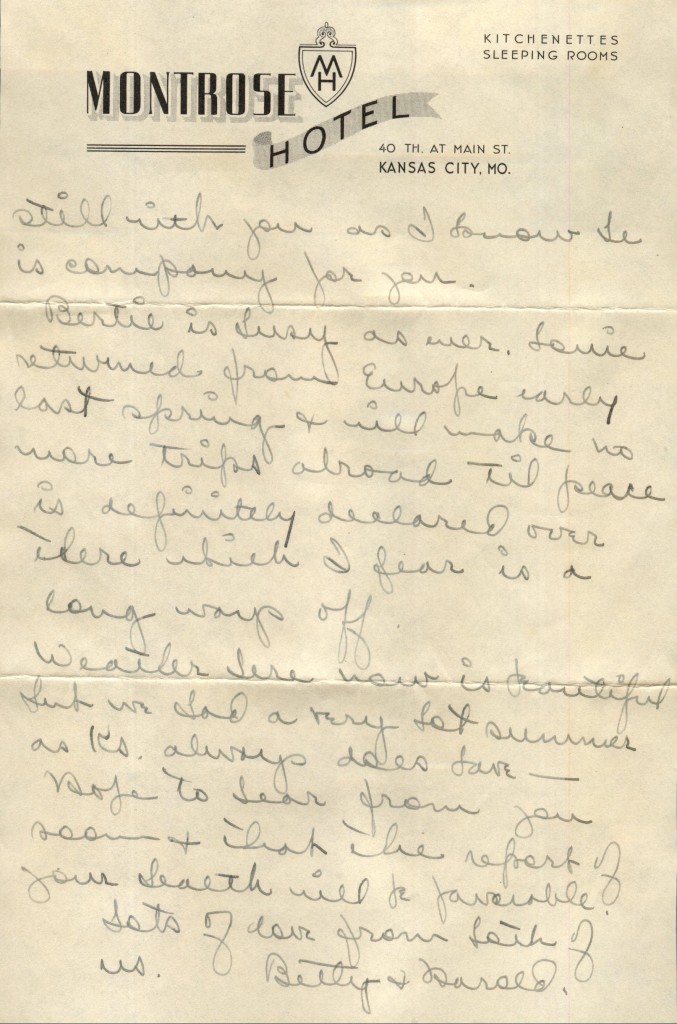 KITCHENETTES
SLEEPING ROOMS
MH
MONTROSE
HOTEL
40 TH. AT MAIN ST.
KANSAS CITY, MO.
still with you as I know he
is company for you.
Bertie is busy as ever. Louie
returned from Europe early
last spring & will make no
more trips abroad til peace
is definitely declared over
there which I fear is a
long ways off
Weather here now is beautiful
but we had a very hot summer
as Ks. always does have —
Hope to hear from you
soon & that the report of
your health will be favorable.
Lots of love from both of
us. Betty & Harold.